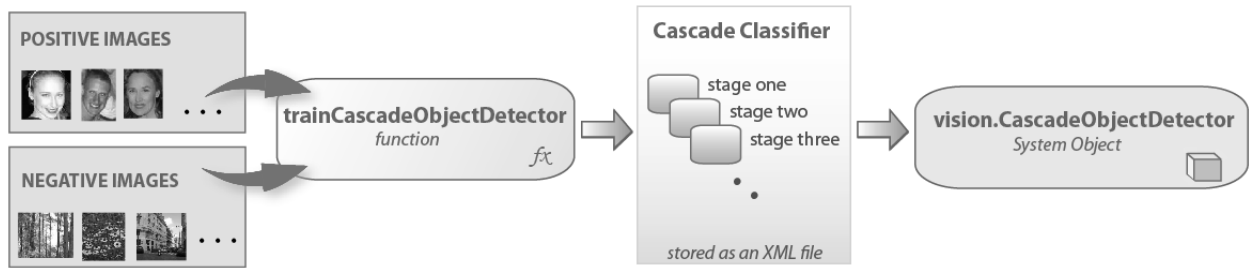 POSITIVE IMAGES
. . .
NEGATIVE IMAGES
. . .
trainCascadeObjectDetector
function
fx
Cascade Classifier
stage one
stage two
stage three
stored as an XML file
vision.CascadeObjectDetector
System Object